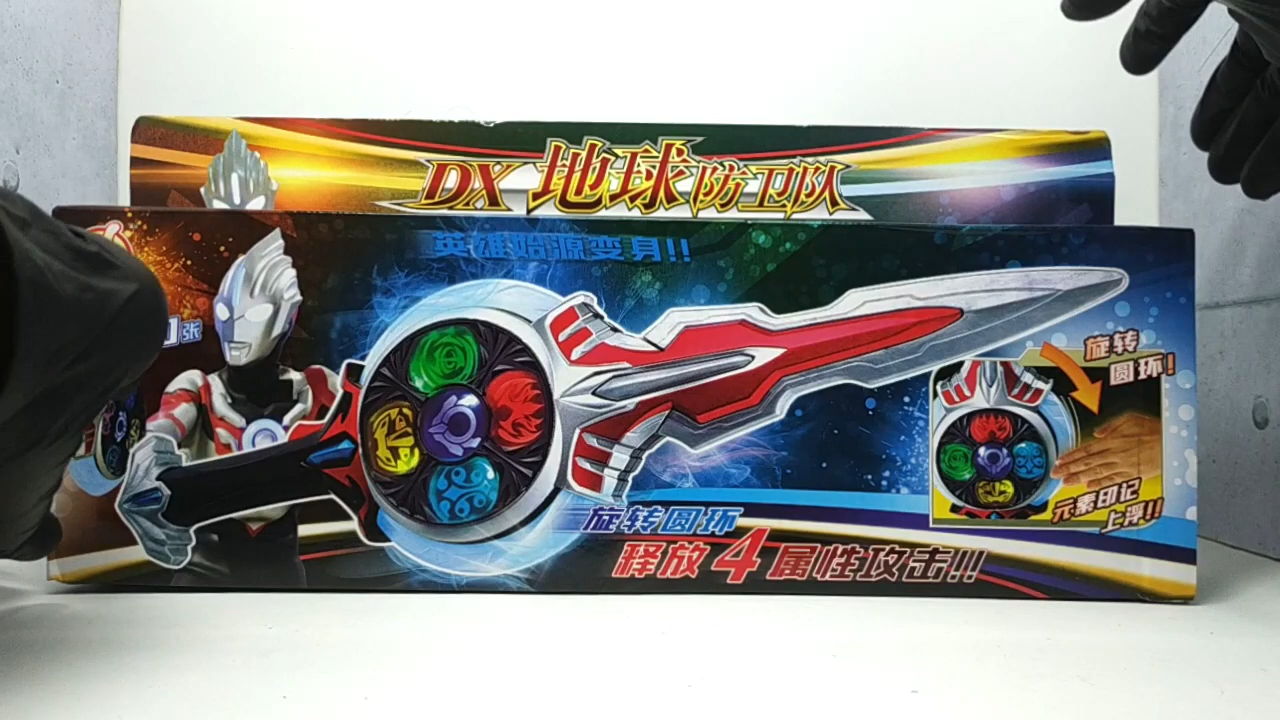 DX 地球防卫队
英雄始源变身!!
张
旋转
圆环!
元素印记
上浮!!
旋转圆环
释放4属性攻击!!